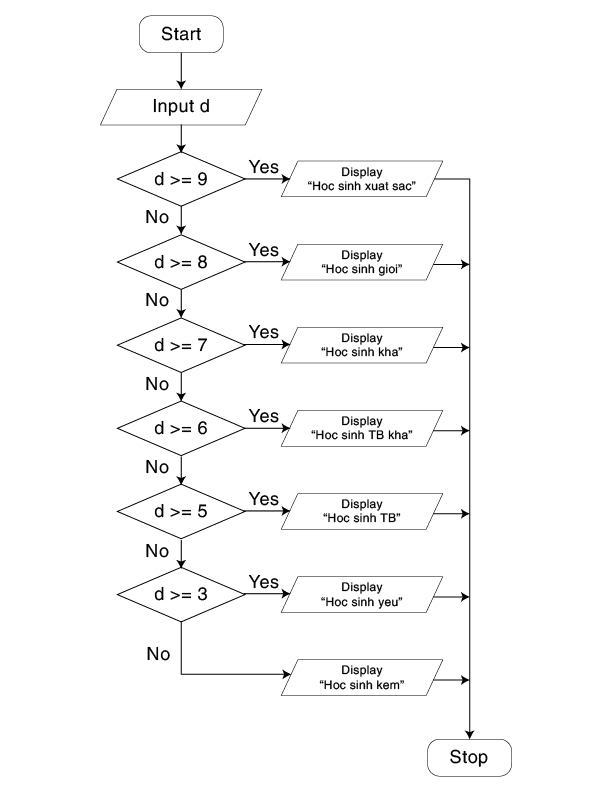 Start
Input d
d >= 9
Yes
Display
“Hoc sinh xuat sac”
No
d >= 8
Yes
Display
“Hoc sinh gioi”
No
d >= 7
Yes
Display
“Hoc sinh kha”
No
d >= 6
Yes
Display
“Hoc sinh TB kha”
No
d >= 5
Yes
Display
“Hoc sinh TB”
No
d >= 3
Yes
Display
“Hoc sinh yeu”
No
Display
“Hoc sinh kem”
Stop